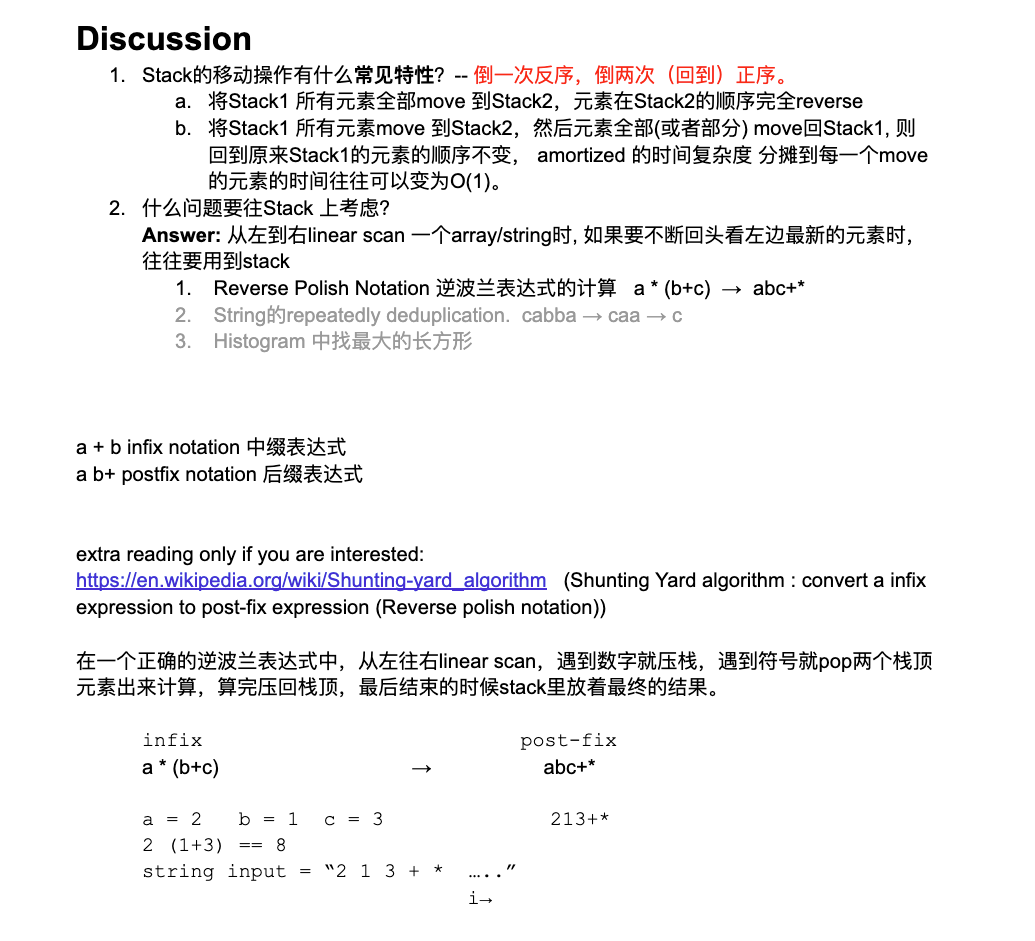 Discussion
1. Stack的移动操作有什么常见特性? -- 倒一次反序，倒两次（回到）正序。
a. 将Stack1 所有元素全部move 到Stack2，元素在Stack2的顺序完全reverse
b. 将Stack1 所有元素move 到Stack2，然后元素全部(或者部分) move回Stack1, 则
回到原来Stack1的元素的顺序不变， amortized 的时间复杂度 分摊到每一个move
的元素的时间往往可以变为O(1)。
2. 什么问题要往Stack 上考虑?
Answer: 从左到右linear scan 一个array/string时, 如果要不断回头看左边最新的元素时,
往往要用到stack
1. Reverse Polish Notation 逆波兰表达式的计算 a * (b+c) → abc+*
2. String的repeatedly deduplication. cabba → caa → c
3. Histogram 中找最大的长方形
a + b infix notation 中缀表达式
a b+ postfix notation 后缀表达式
extra reading only if you are interested:
https://en.wikipedia.org/wiki/Shunting-yard_algorithm (Shunting Yard algorithm : convert a infix
expression to post-fix expression (Reverse polish notation))
在一个正确的逆波兰表达式中，从左往右linear scan，遇到数字就压栈，遇到符号就pop两个栈顶
元素出来计算，算完压回栈顶，最后结束的时候stack里放着最终的结果。
infix post-fix
a * (b+c) → abc+*
a = 2 b = 1 c = 3 213+*
2 (1+3) == 8
string input = “2 1 3 + * …..”
i→